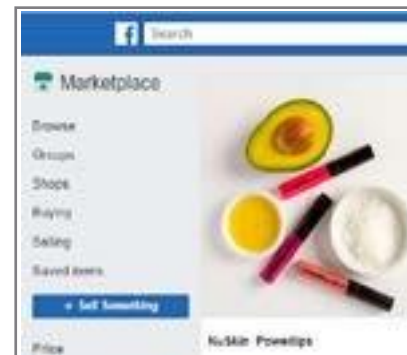 f Search
Marketplace
Browse
Groups
Shops
Buying
Selling
Saved items
+ Sell Something
Price
NuSkin Powerlips